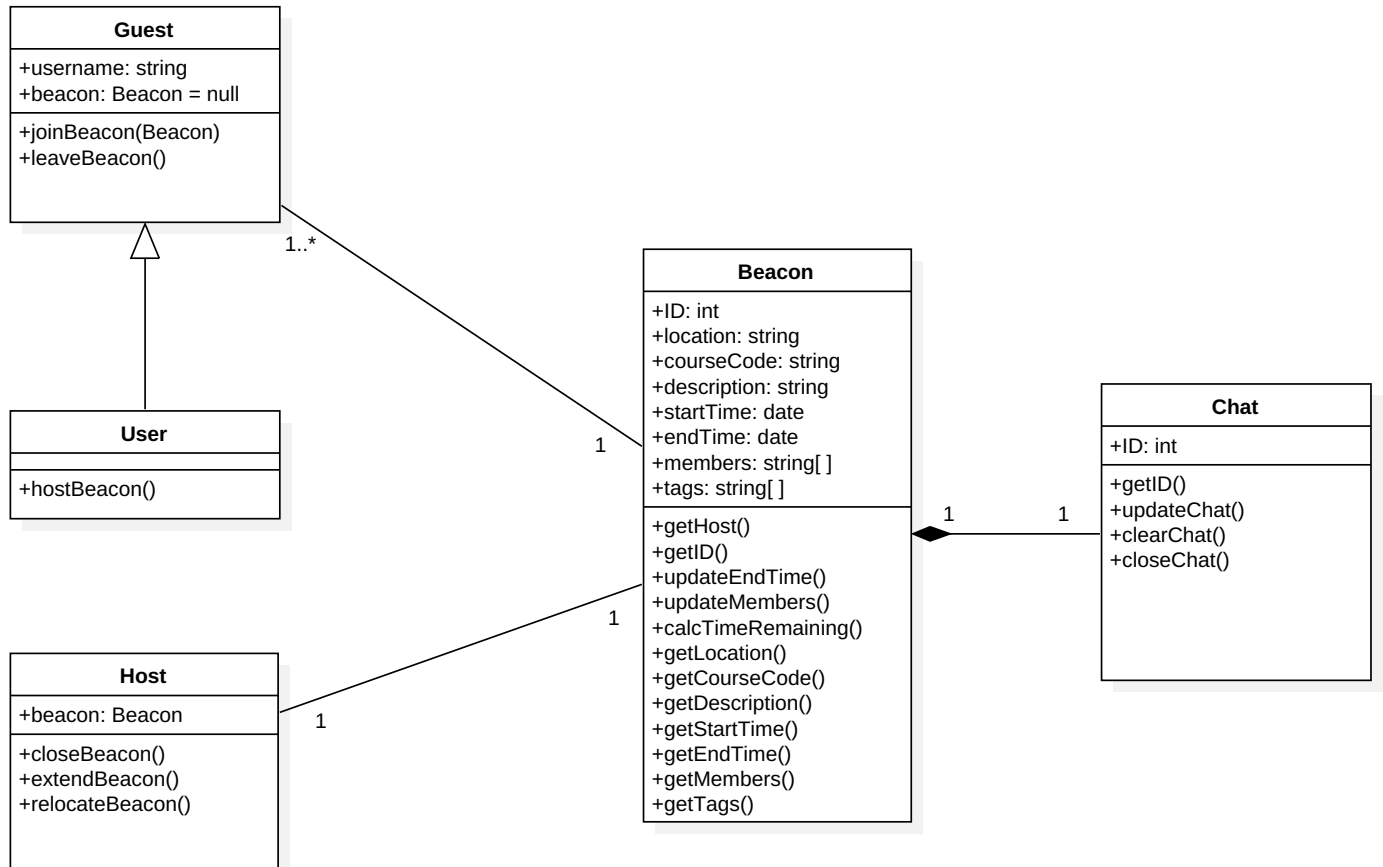 Guest
+username: string
+beacon: Beacon = null
+joinBeacon(Beacon)
+leaveBeacon()
1..*
1
User
+hostBeacon()
Host
+beacon: Beacon
+closeBeacon()
+extendBeacon()
+relocateBeacon()
1
1
Beacon
+ID: int
+location: string
+courseCode: string
+description: string
+startTime: date
+endTime: date
+members: string[ ]
+tags: string[ ]
+getHost()
+getID()
+updateEndTime()
+updateMembers()
+calcTimeRemaining()
+getLocation()
+getCourseCode()
+getDescription()
+getStartTime()
+getEndTime()
+getMembers()
+getTags()
1
1
Chat
+ID: int
+getID()
+updateChat()
+clearChat()
+closeChat()